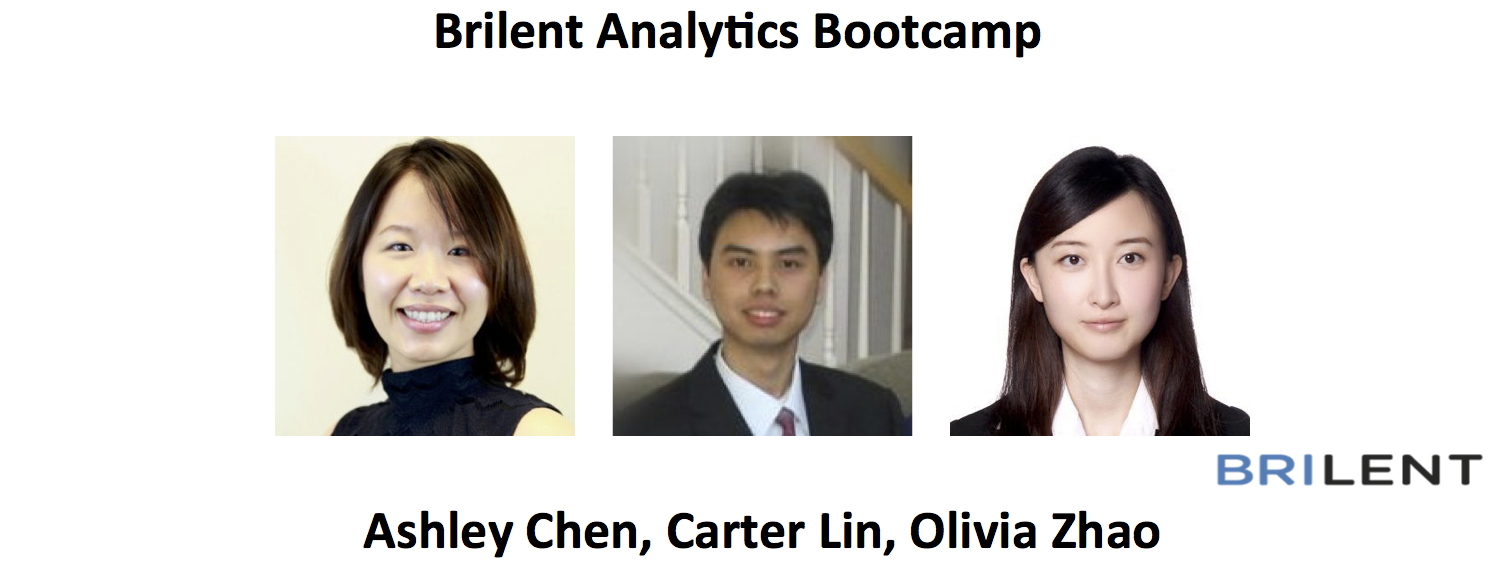 Brilent Analytics Bootcamp
BRILENT
Ashley Chen, Carter Lin, Olivia Zhao